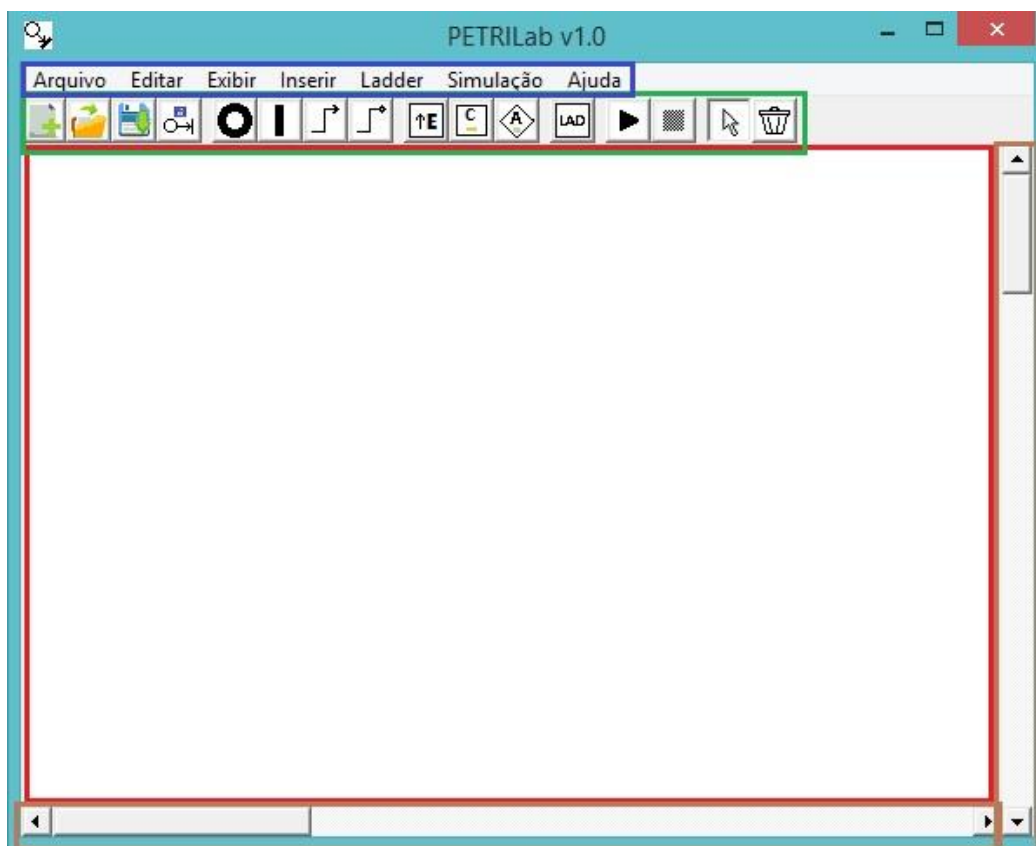 PETRILab v1.0
Arquivo Editar Exibir Inserir Ladder Simulação Ajuda
↑E C A LAD